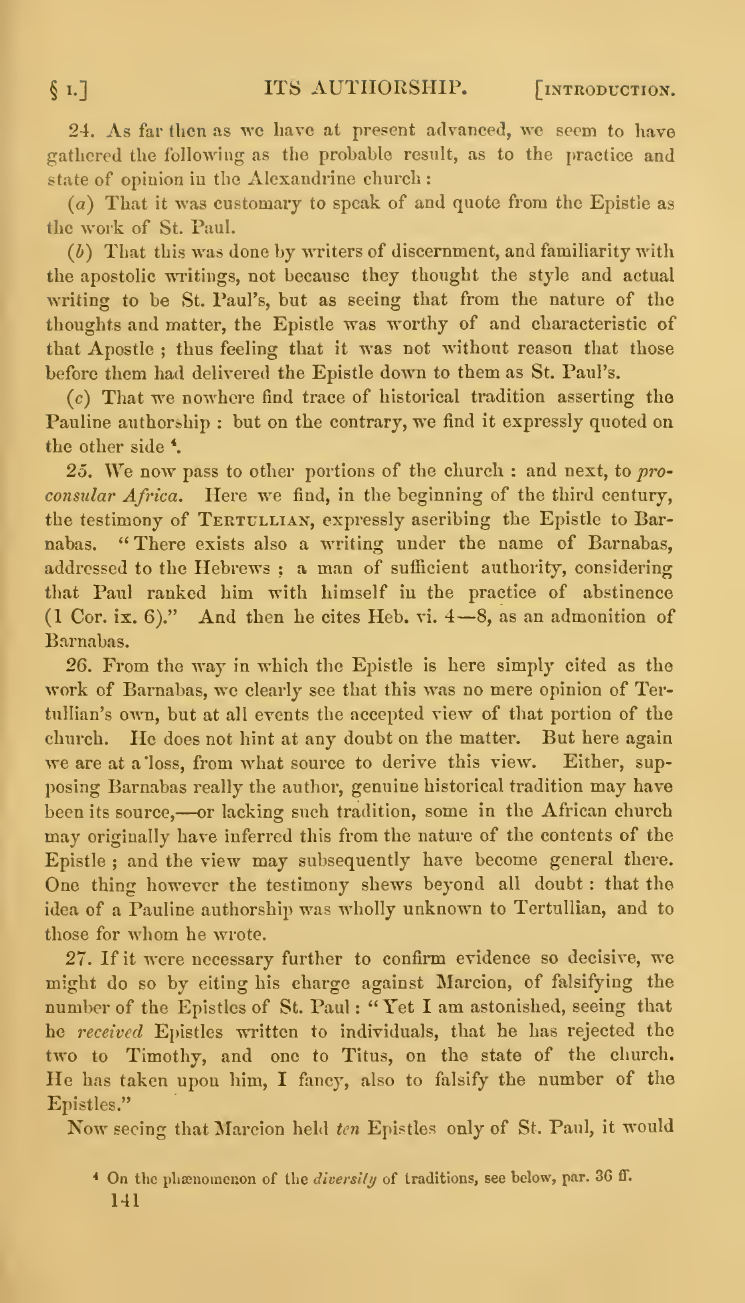 § I.] ITS AUTHORSHIP. [INTRODUCTION.
24. As far then as we have at present advanced, we seem to have
gathered the following as the probable result, as to the practice and
state of opinion in the Alexandrine church :
(a) That it was customary to speak of and quote from the Epistle as
the work of St. Paul.
(b) That this was done by writers of discernment, and familiarity with
the apostolic writings, not because they thought the style and actual
writing to be St. Paul's, but as seeing that from the nature of the
thoughts and matter, the Epistle was worthy of and characteristic of
that Apostle ; thus feeling that it was not without reason that those
before them had delivered the Epistle down to them as St. Paul's.
(c) That we nowhere find trace of historical tradition asserting the
Pauline authorship : but on the contrary, we find it expressly quoted on
the other side ⁴.
25. We now pass to other portions of the church : and next, to pro-
consular Africa. Here we find, in the beginning of the third century,
the testimony of TERTULLIAN, expressly ascribing the Epistle to Bar-
nabas. “ There exists also a writing under the name of Barnabas,
addressed to the Hebrews ; a man of sufficient authority, considering
that Paul ranked him with himself in the practice of abstinence
(1 Cor. ix. 6).” And then he cites Heb. vi. 4—8, as an admonition of
Barnabas.
26. From the way in which the Epistle is here simply cited as the
work of Barnabas, we clearly see that this was no mere opinion of Ter-
tullian's own, but at all events the accepted view of that portion of the
church. He does not hint at any doubt on the matter. But here again
we are at a loss, from what source to derive this view. Either, sup-
posing Barnabas really the author, genuine historical tradition may have
been its source,—or lacking such tradition, some in the African church
may originally have inferred this from the nature of the contents of the
Epistle ; and the view may subsequently have become general there.
One thing however the testimony shews beyond all doubt : that the
idea of a Pauline authorship was wholly unknown to Tertullian, and to
those for whom he wrote.
27. If it were necessary further to confirm evidence so decisive, we
might do so by citing his charge against Marcion, of falsifying the
number of the Epistles of St. Paul : “ Yet I am astonished, seeing that
he received Epistles written to individuals, that he has rejected the
two to Timothy, and one to Titus, on the state of the church.
He has taken upon him, I fancy, also to falsify the number of the
Epistles.”
Now seeing that Marcion held ten Epistles only of St. Paul, it would
⁴ On the phænomenon of the diversity of traditions, see below, par. 36 ff.
141